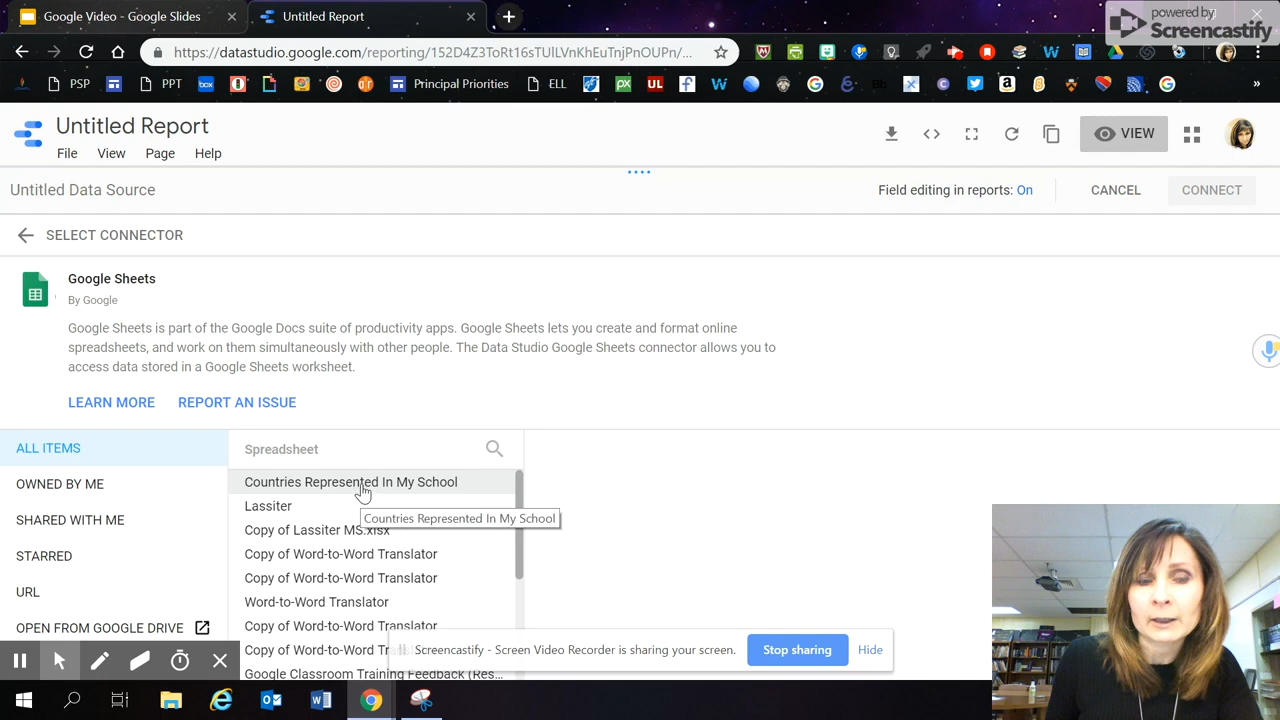 Google Video - Google Slides
Untitled Report
powered by
Screencastify
https://datastudio.google.com/reporting/152D4Z3ToRt16sTUlLVnKhEuTnjPnOUPn/...
PSP
PPT
Principal Priorities
ELL
Untitled Report
File View Page Help
VIEW
Untitled Data Source
Field editing in reports: On
CANCEL
CONNECT
SELECT CONNECTOR
Google Sheets
By Google
Google Sheets is part of the Google Docs suite of productivity apps. Google Sheets lets you create and format online
spreadsheets, and work on them simultaneously with other people. The Data Studio Google Sheets connector allows you to
access data stored in a Google Sheets worksheet.
LEARN MORE REPORT AN ISSUE
ALL ITEMS
OWNED BY ME
SHARED WITH ME
STARRED
URL
OPEN FROM GOOGLE DRIVE
Spreadsheet
Countries Represented In My School
Lassiter
Countries Represented In My School
Copy of Lassiter MS.xlsx
Copy of Word-to-Word Translator
Copy of Word-to-Word Translator
Word-to-Word Translator
Copy of Word-to-Word Translator
Copy of Word-to-Word
Google Classroom Training Feedback (Res...
Screencastify - Screen Video Recorder is sharing your screen.
Stop sharing
Hide